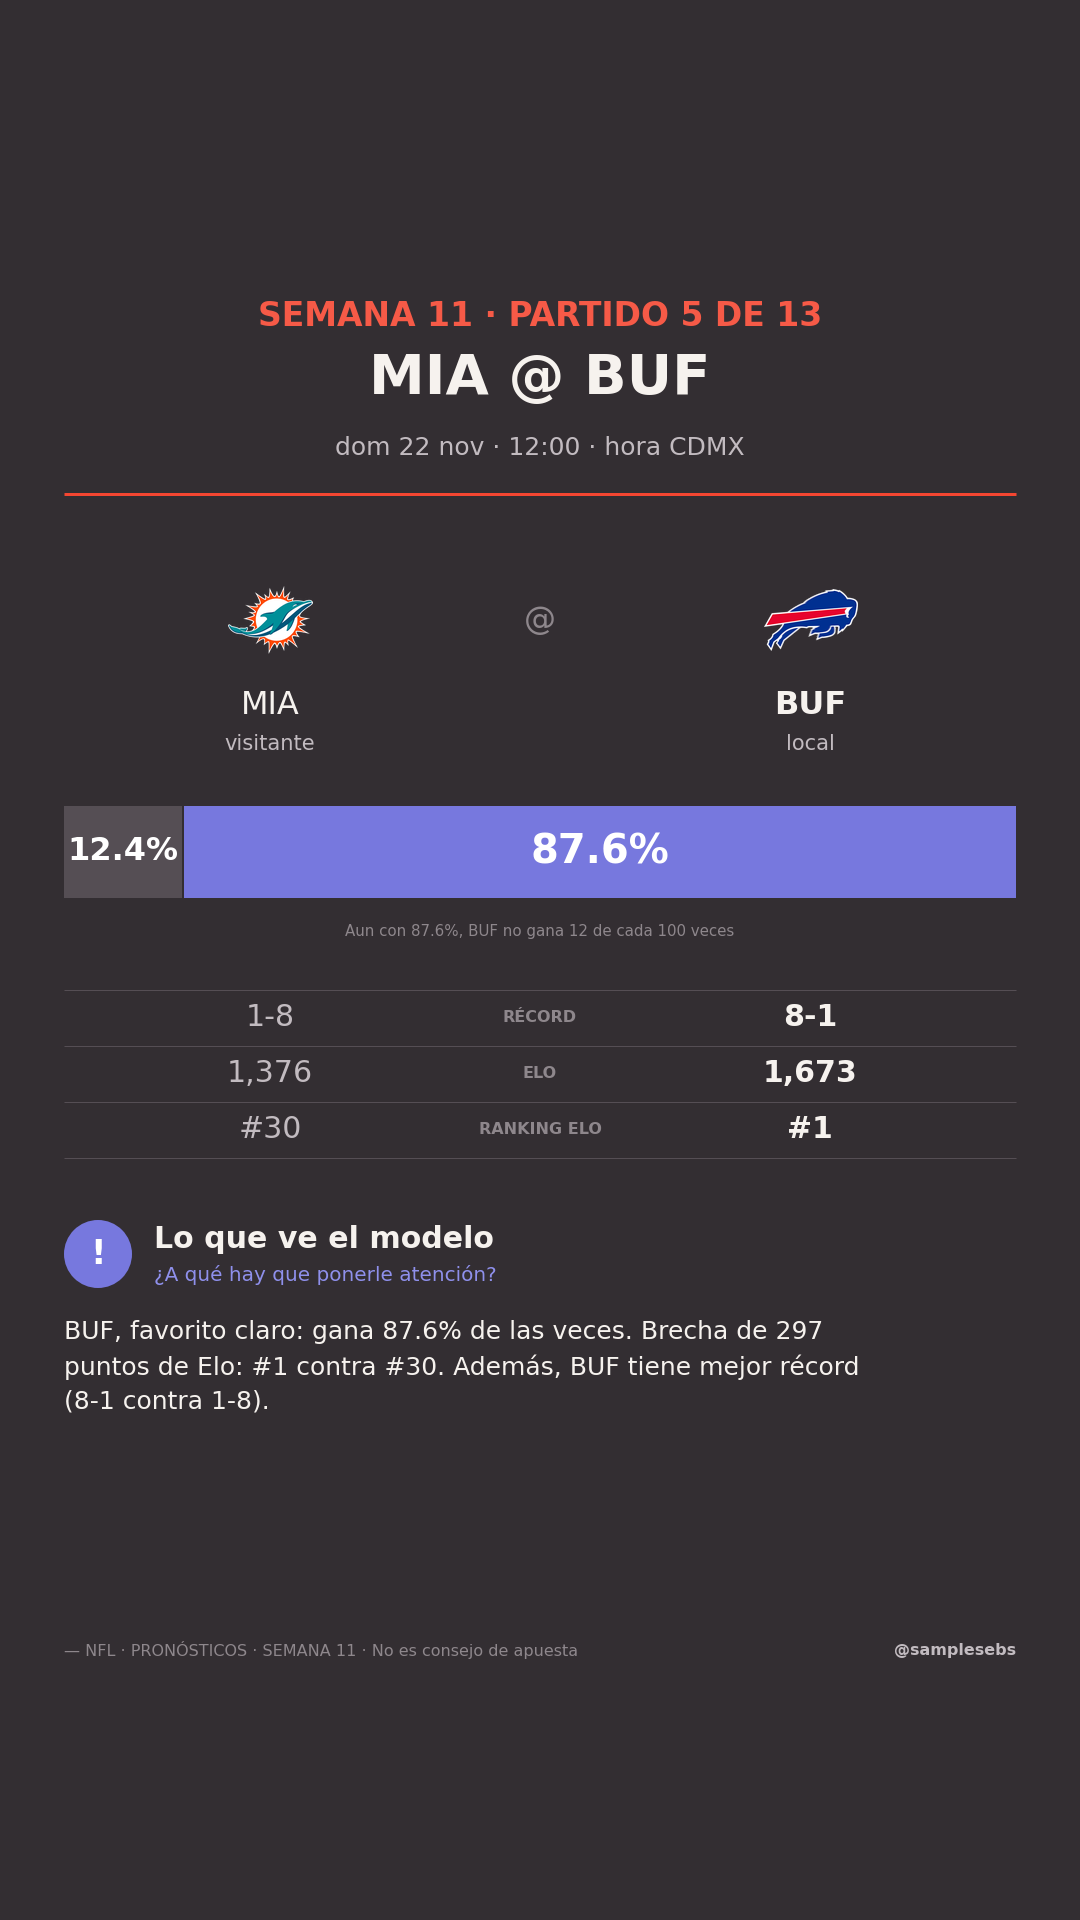 SEMANA 11 · PARTIDO 5 DE 13
MIA @ BUF
dom 22 nov · 12:00 · hora CDMX
@
MIA
BUF
visitante
local
12.4%
87.6%
Aun con 87.6%, BUF no gana 12 de cada 100 veces
1-8 RÉCORD 8-1
1,376 ELO 1,673
#30 RANKING ELO #1
!
Lo que ve el modelo
¿A qué hay que ponerle atención?
BUF, favorito claro: gana 87.6% de las veces. Brecha de 297
puntos de Elo: #1 contra #30. Además, BUF tiene mejor récord
(8-1 contra 1-8).
— NFL · PRONÓSTICOS · SEMANA 11 · No es consejo de apuesta
@samplesebs